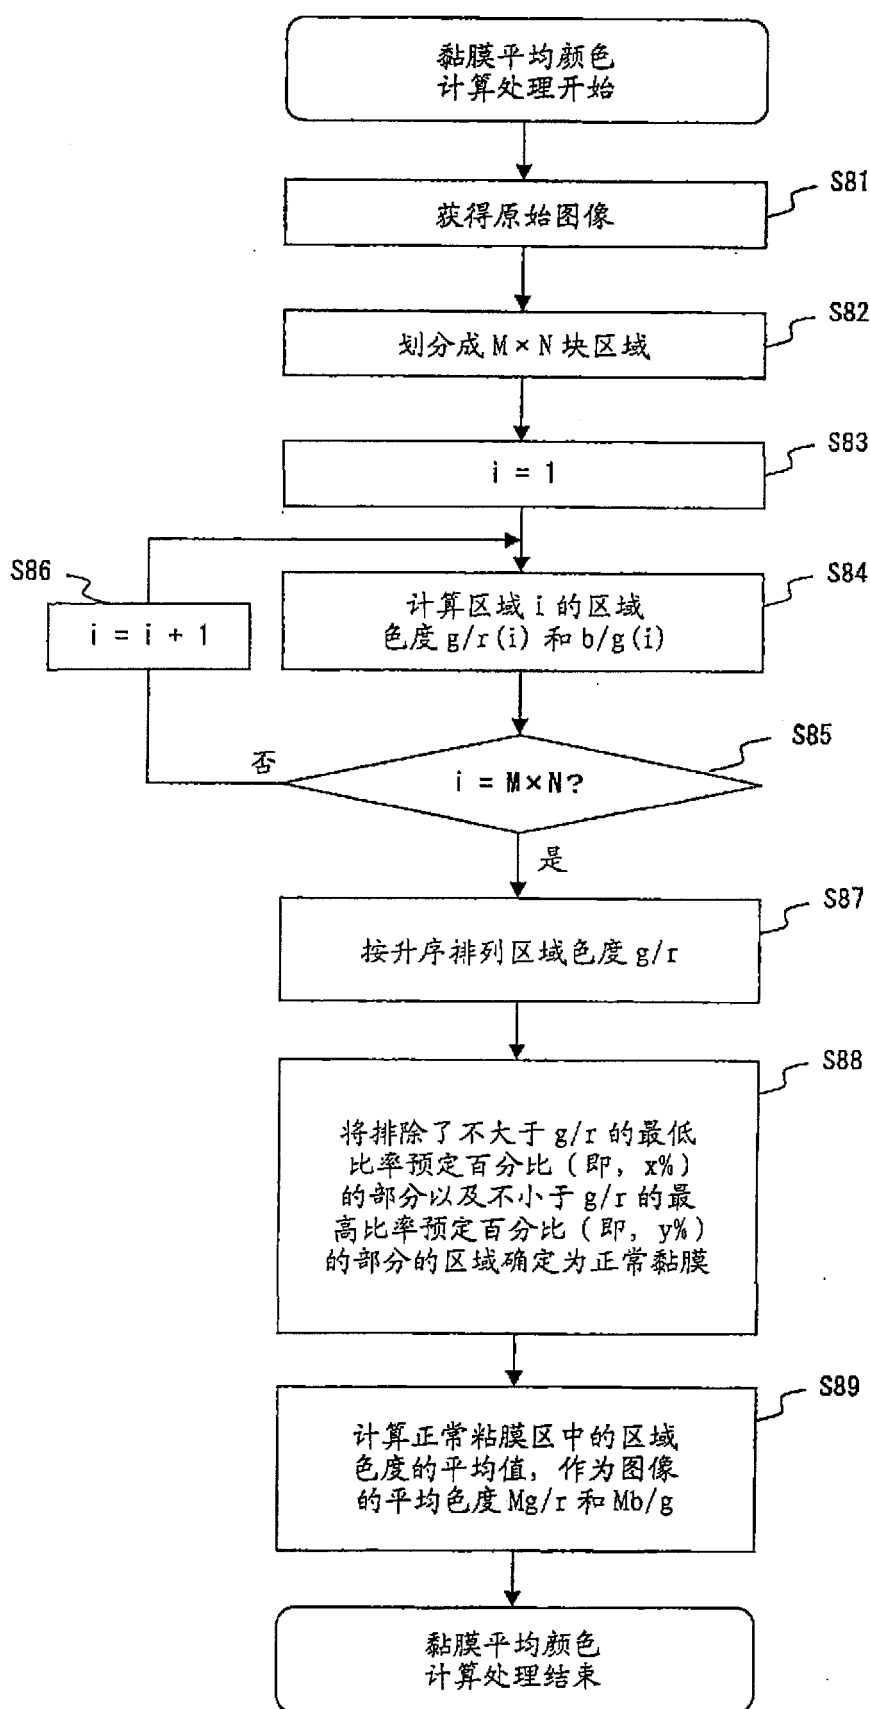 黏膜平均颜色
计算处理开始
S81
获得原始图像
S82
划分成 M×N 块区域
S83
i = 1
S86
i = i + 1
S84
计算区域 i 的区域
色度 g/r(i) 和 b/g(i)
S85
否
i = M×N?
是
S87
按升序排列区域色度 g/r
S88
将排除了不大于 g/r 的最低
比率预定百分比（即，x%）
的部分以及不小于 g/r 的最
高比率预定百分比（即，y%）
的部分的区域确定为正常黏膜
S89
计算正常粘膜区中的区域
色度的平均值，作为图像
的平均色度 Mg/r 和 Mb/g
黏膜平均颜色
计算处理结束